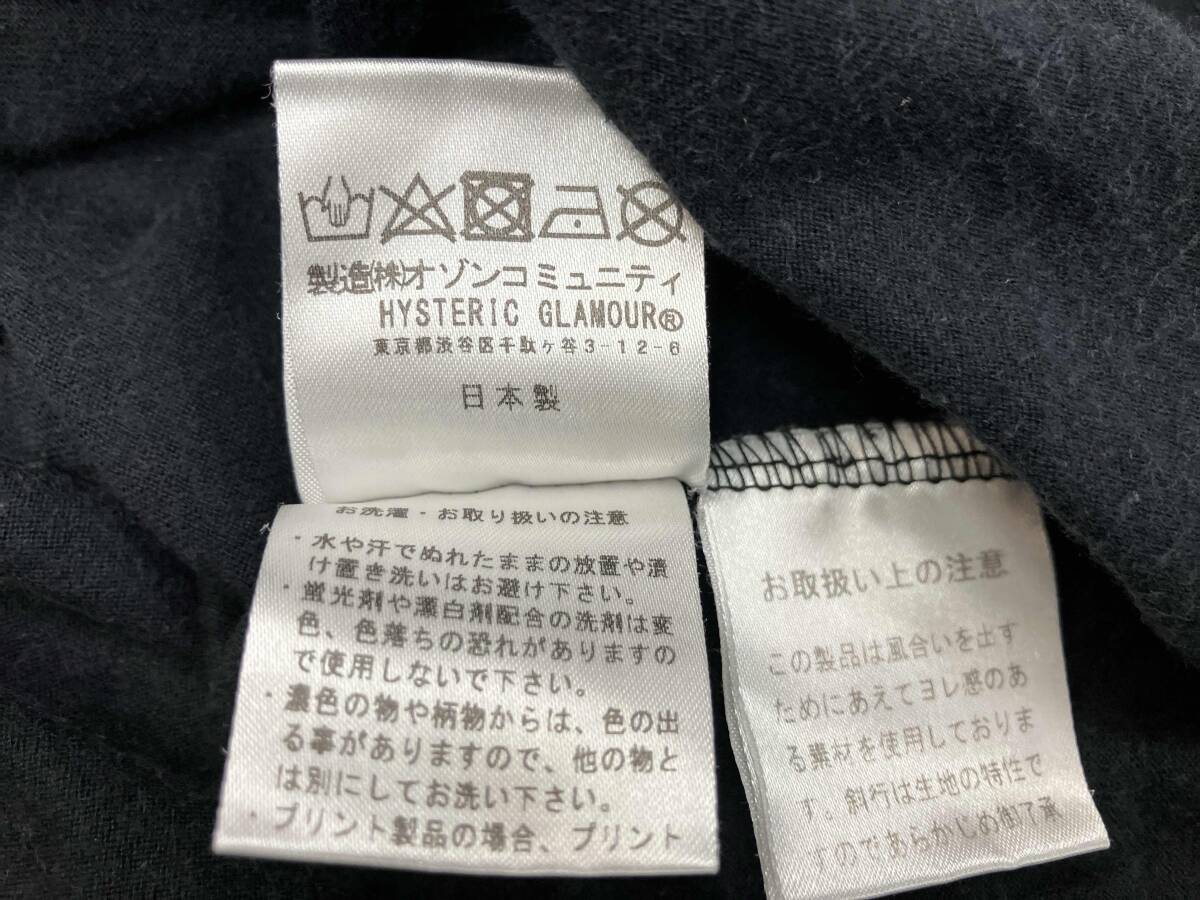 製造(株)オゾンコミュニティ
HYSTERIC GLAMOUR®
東京都渋谷区千駄ヶ谷3-12-6
日本製
お洗濯・お取り扱いの注意
・水や汗でぬれたままの放置や漬
け置き洗いはお避け下さい。
・蛍光剤や漂白剤配合の洗剤は変
色、色落ちの恐れがありますの
で使用しないで下さい。
・濃色の物や柄物からは、色の出
る事がありますので、他の物と
は別にしてお洗い下さい。
・プリント製品の場合、プリント
お取扱い上の注意
この製品は風合いを出す
ためにあえてヨレ感のあ
る素材を使用しておりま
す。斜行は生地の特性で
すのであらかじめ御了承